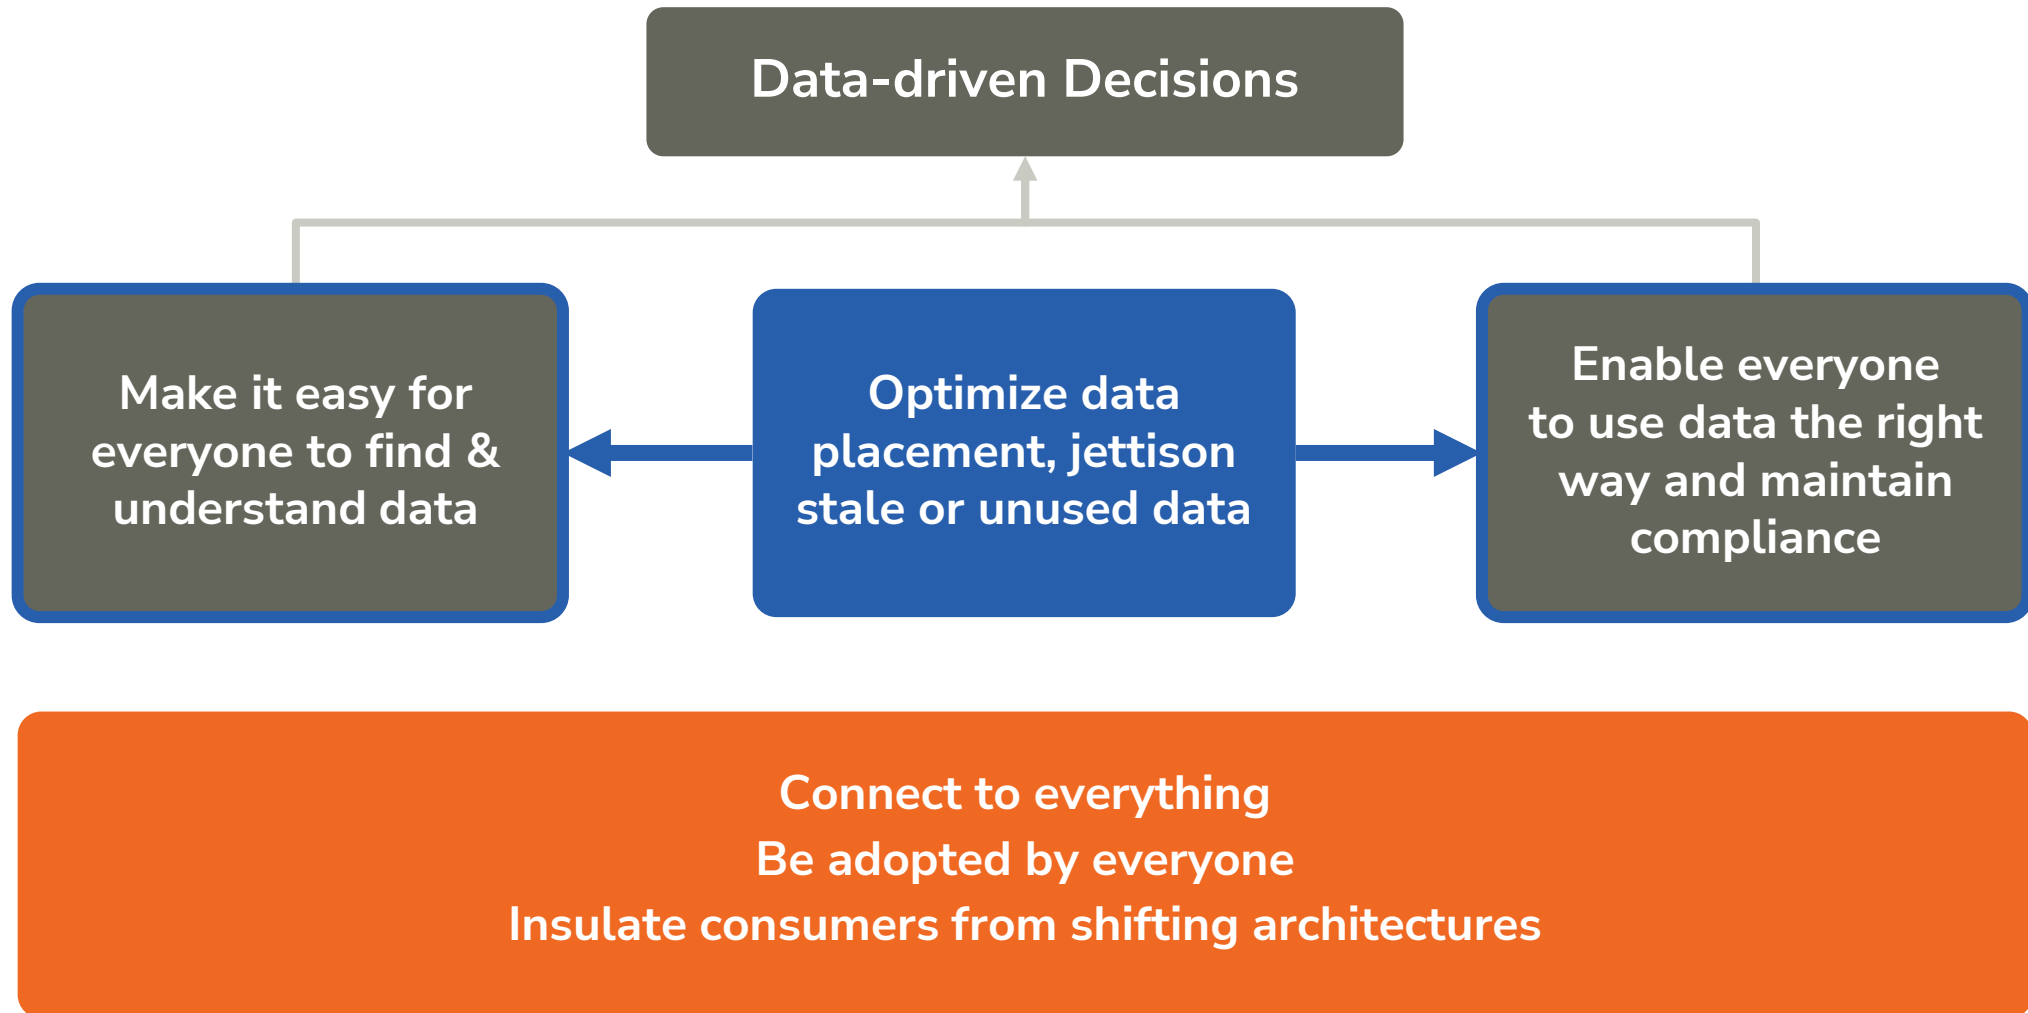 Data-driven Decisions
Make it easy for
everyone to find &
understand data
Optimize data
placement, jettison
stale or unused data
Enable everyone
to use data the right
way and maintain
compliance
Connect to everything
Be adopted by everyone
Insulate consumers from shifting architectures